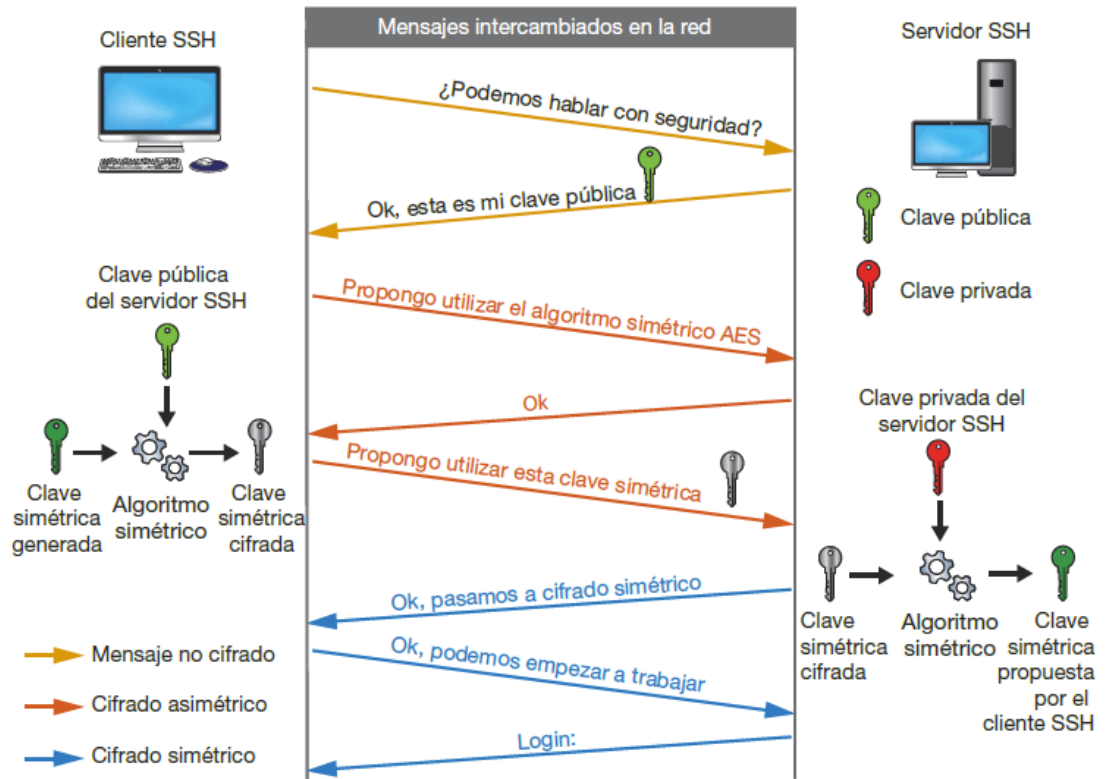 Mensajes intercambiados en la red
Cliente SSH
Servidor SSH
¿Podemos hablar con seguridad?
Ok, esta es mi clave pública
Clave pública
Clave privada
Clave pública
del servidor SSH
Propongo utilizar el algoritmo simétrico AES
Ok
Clave privada del
servidor SSH
Propongo utilizar esta clave simétrica
Clave
simétrica
generada
Algoritmo
simétrico
Clave
simétrica
cifrada
Ok, pasamos a cifrado simétrico
Clave
simétrica
cifrada
Algoritmo
simétrico
Clave
simétrica
propuesta
por el
cliente SSH
Ok, podemos empezar a trabajar
Login:
Mensaje no cifrado
Cifrado asimétrico
Cifrado simétrico